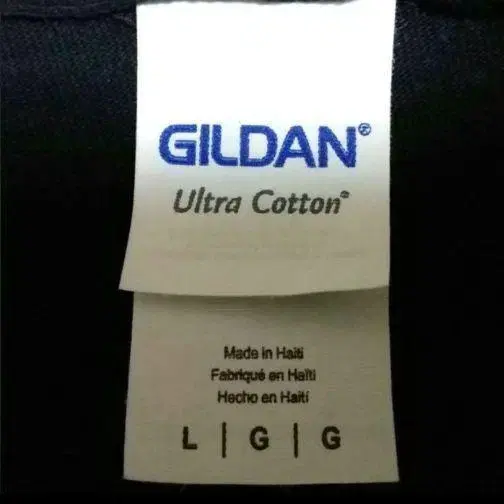 GILDAN®
Ultra Cotton®
Made in Haiti
Fabriqué en Haïti
Hecho en Haití
L | G | G